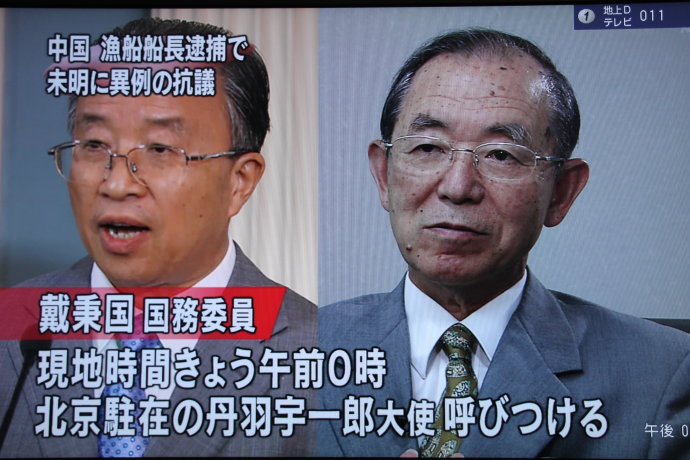 中国 漁船船長逮捕で
未明に異例の抗議
1 地上D
テレビ 011
戴秉国 国務委員
現地時間きょう午前0時
北京駐在の丹羽宇一郎大使 呼びつける
午後 0